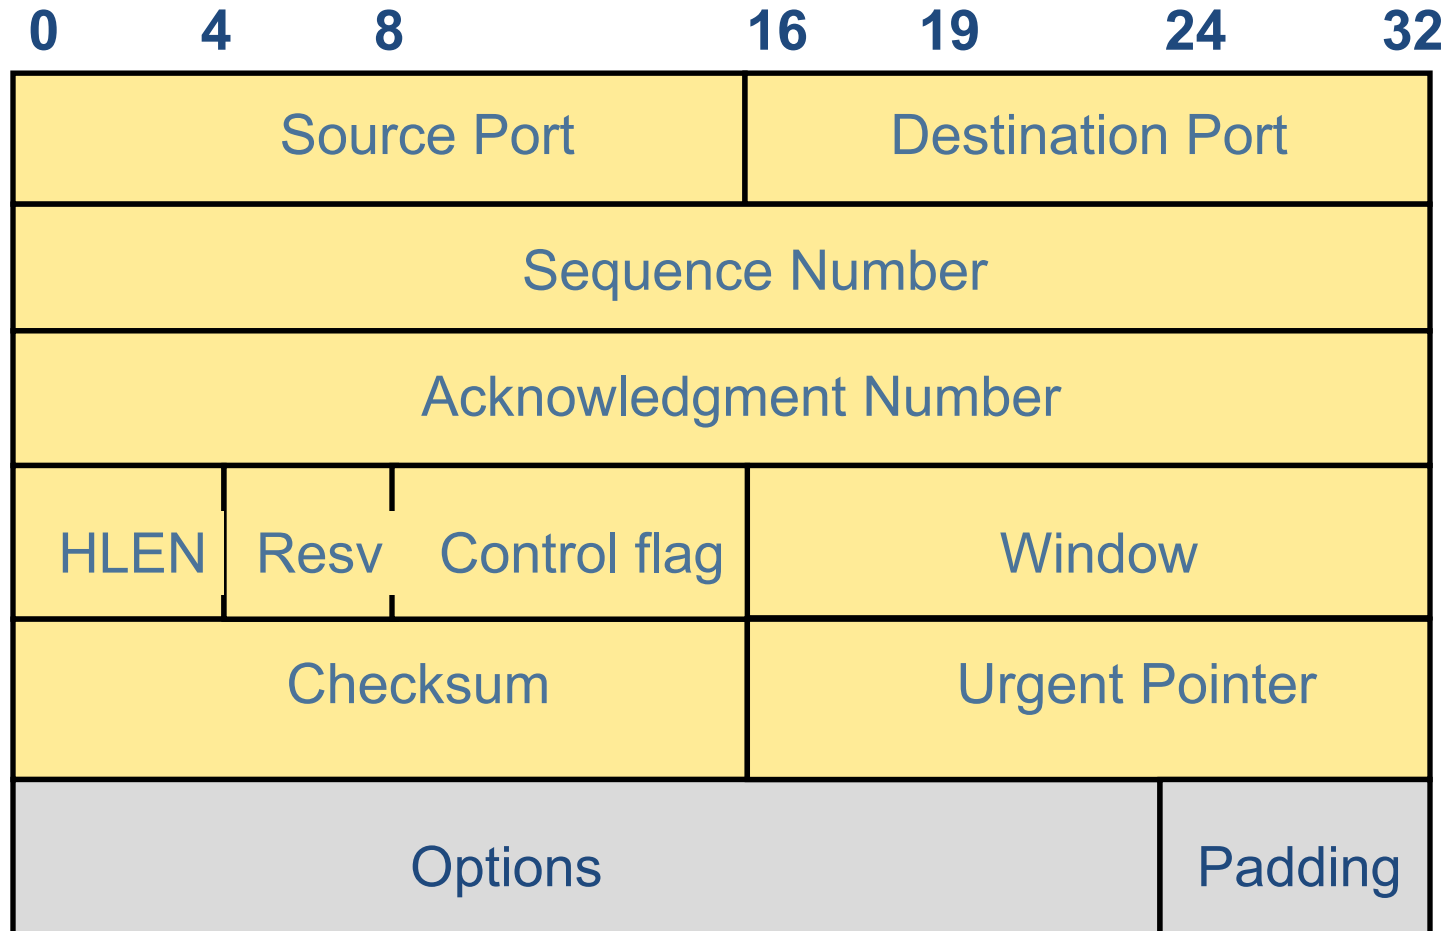 0 4 8 16 19 24 32
Source Port Destination Port
Sequence Number
Acknowledgment Number
HLEN Resv Control flag Window
Checksum Urgent Pointer
Options Padding